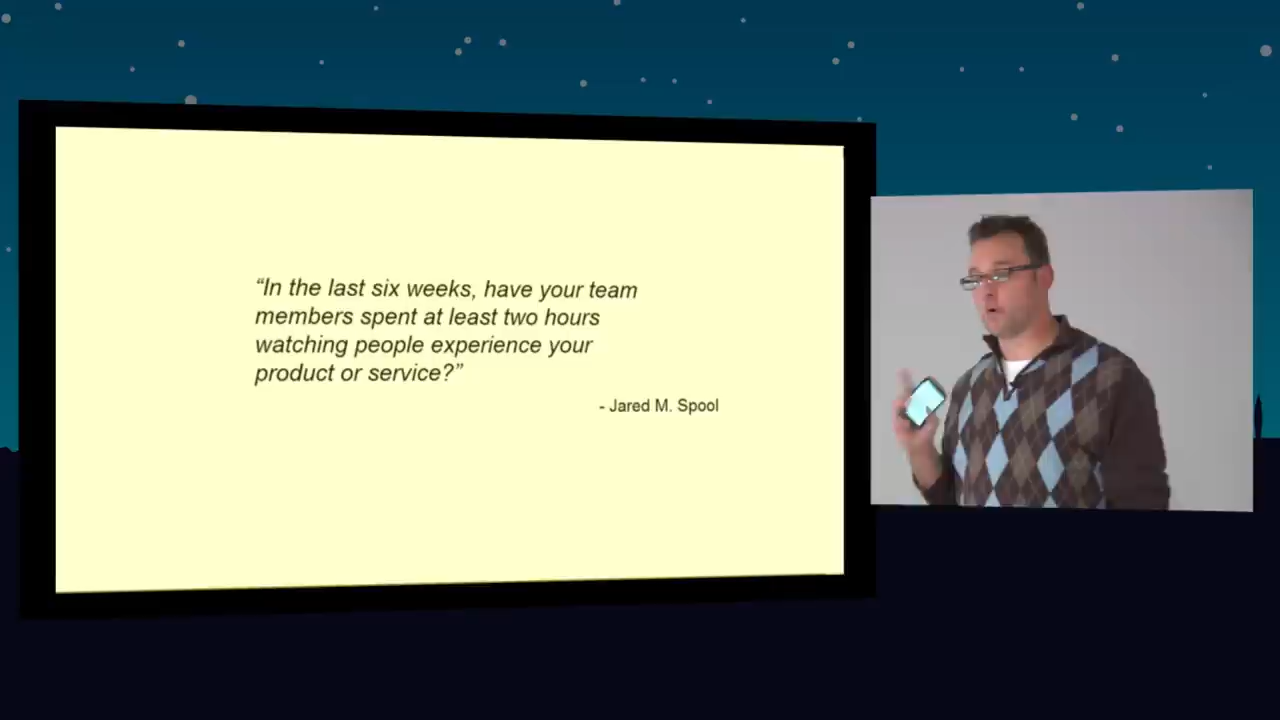 “In the last six weeks, have your team
members spent at least two hours
watching people experience your
product or service?”
- Jared M. Spool